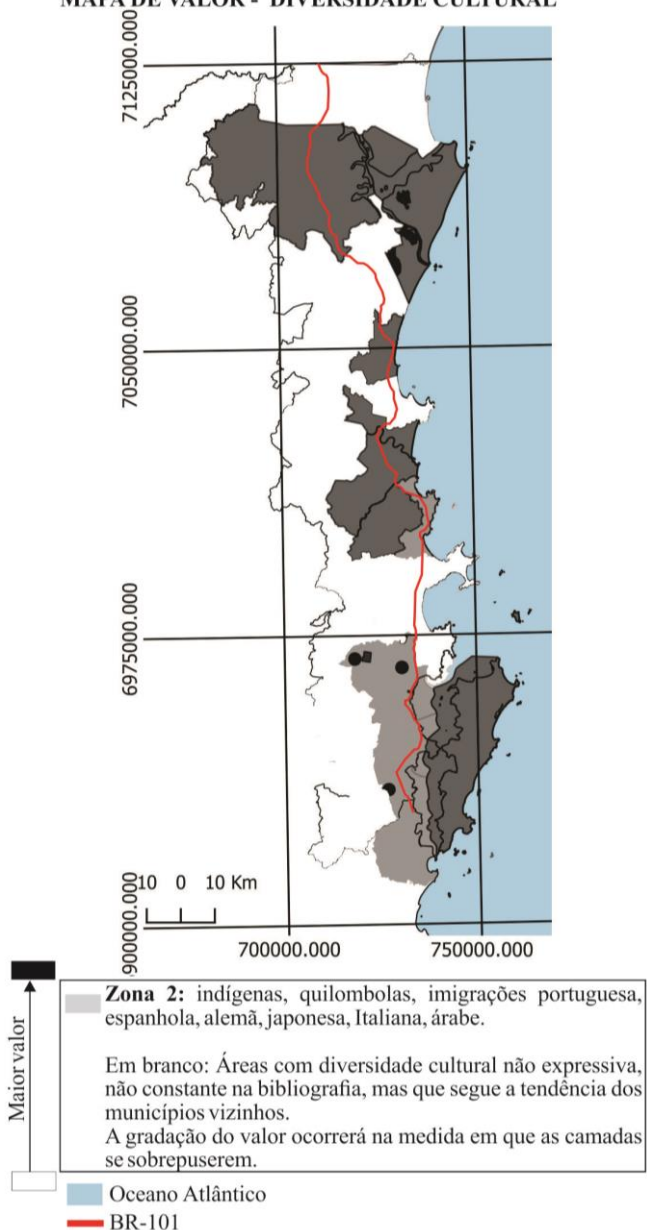 MAPA DE VALOR - DIVERSIDADE CULTURAL
7125000.000
7050000.000
6975000.000
900000.000
10 0 10 Km
700000.000 750000.000
Maior valor
Zona 2: indígenas, quilombolas, imigrações portuguesa,
espanhola, alemã, japonesa, Italiana, árabe.
Em branco: Áreas com diversidade cultural não expressiva,
não constante na bibliografia, mas que segue a tendência dos
municípios vizinhos.
A gradação do valor ocorrerá na medida em que as camadas
se sobrepuserem.
Oceano Atlântico
BR-101